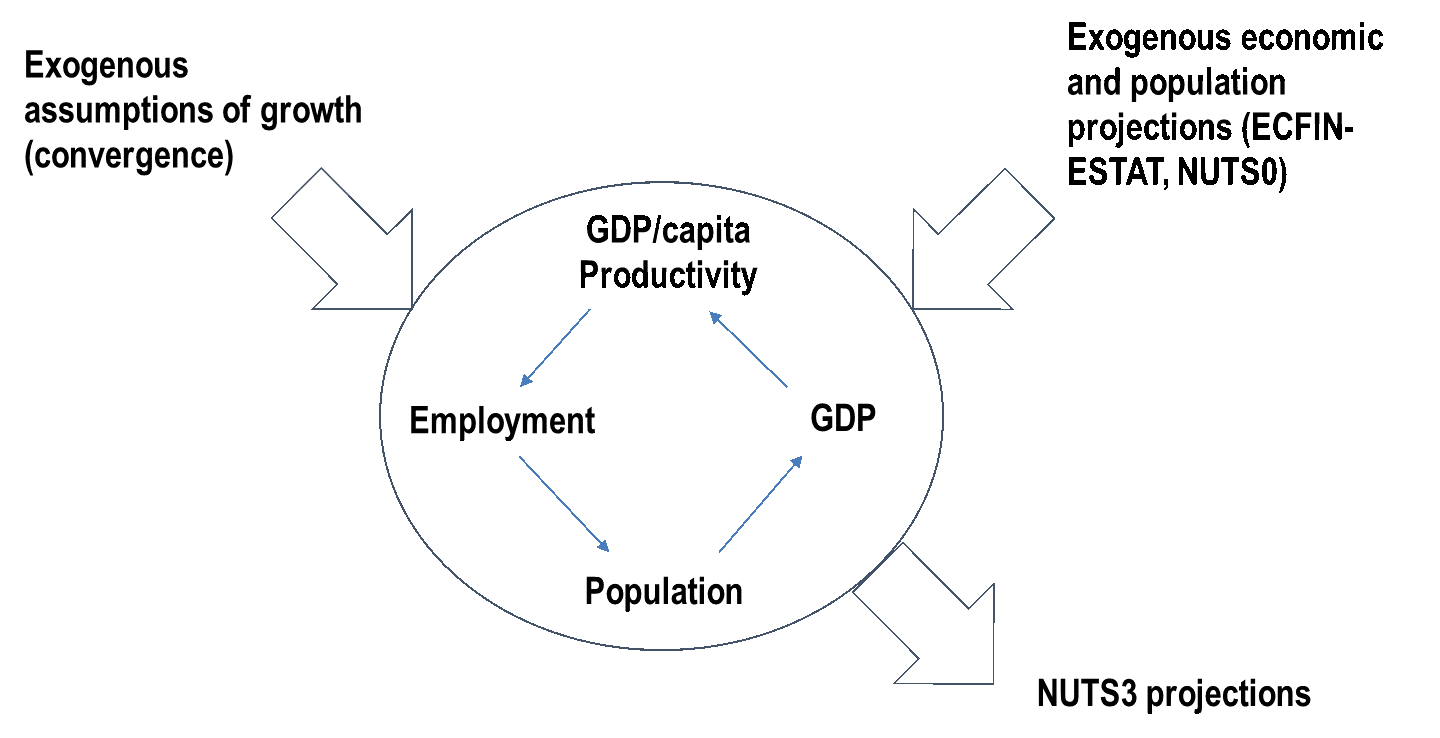 Exogenous
assumptions of growth
(convergence)
Exogenous economic
and population
projections (ECFIN-
ESTAT, NUTS0)
GDP/capita
Productivity
Employment
GDP
Population
NUTS3 projections